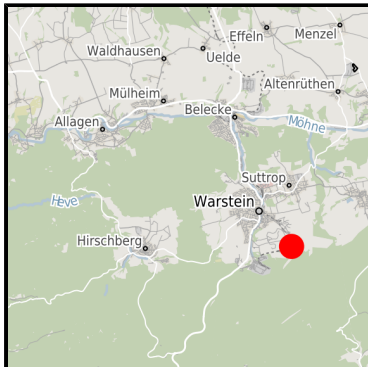 Effeln
Menzel
Waldhausen
Uelde
Altenrüthen
Mülheim
Belecke
Allagen
Möhne
Suttrop
Heve
Warstein
Hirschberg